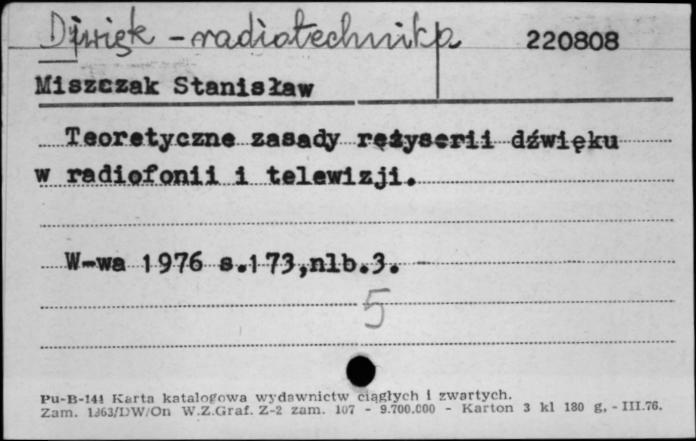 Dźwięk - radiotechnika 220808
Miszczak Stanisław
Teoretyczne zasady reżyserii dźwięku
w radiofonii i telewizji.
W-wa 1976 s.173,nlb.3.
5
Pu-B-141 Karta katalogowa wydawnictw ciągłych i zwartych.
Zam. 1363/DW/On W.Z.Graf. Z-2 zam. 107 - 9.700.000 - Karton 3 kl 180 g, - III.76.